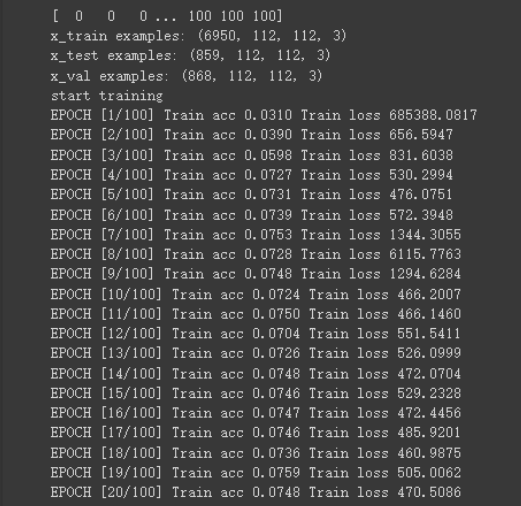 [  0   0   0 ... 100 100 100]
x_train examples: (6950, 112, 112, 3)
x_test examples: (859, 112, 112, 3)
x_val examples: (868, 112, 112, 3)
start training
EPOCH [1/100] Train acc 0.0310 Train loss 685388.0817
EPOCH [2/100] Train acc 0.0390 Train loss 656.5947
EPOCH [3/100] Train acc 0.0598 Train loss 831.6038
EPOCH [4/100] Train acc 0.0727 Train loss 530.2994
EPOCH [5/100] Train acc 0.0731 Train loss 476.0751
EPOCH [6/100] Train acc 0.0739 Train loss 572.3948
EPOCH [7/100] Train acc 0.0753 Train loss 1344.3055
EPOCH [8/100] Train acc 0.0728 Train loss 6115.7763
EPOCH [9/100] Train acc 0.0748 Train loss 1294.6284
EPOCH [10/100] Train acc 0.0724 Train loss 466.2007
EPOCH [11/100] Train acc 0.0750 Train loss 466.1460
EPOCH [12/100] Train acc 0.0704 Train loss 551.5411
EPOCH [13/100] Train acc 0.0726 Train loss 526.0999
EPOCH [14/100] Train acc 0.0748 Train loss 472.0704
EPOCH [15/100] Train acc 0.0746 Train loss 529.2328
EPOCH [16/100] Train acc 0.0747 Train loss 472.4456
EPOCH [17/100] Train acc 0.0746 Train loss 485.9201
EPOCH [18/100] Train acc 0.0736 Train loss 460.9875
EPOCH [19/100] Train acc 0.0759 Train loss 505.0062
EPOCH [20/100] Train acc 0.0748 Train loss 470.5086